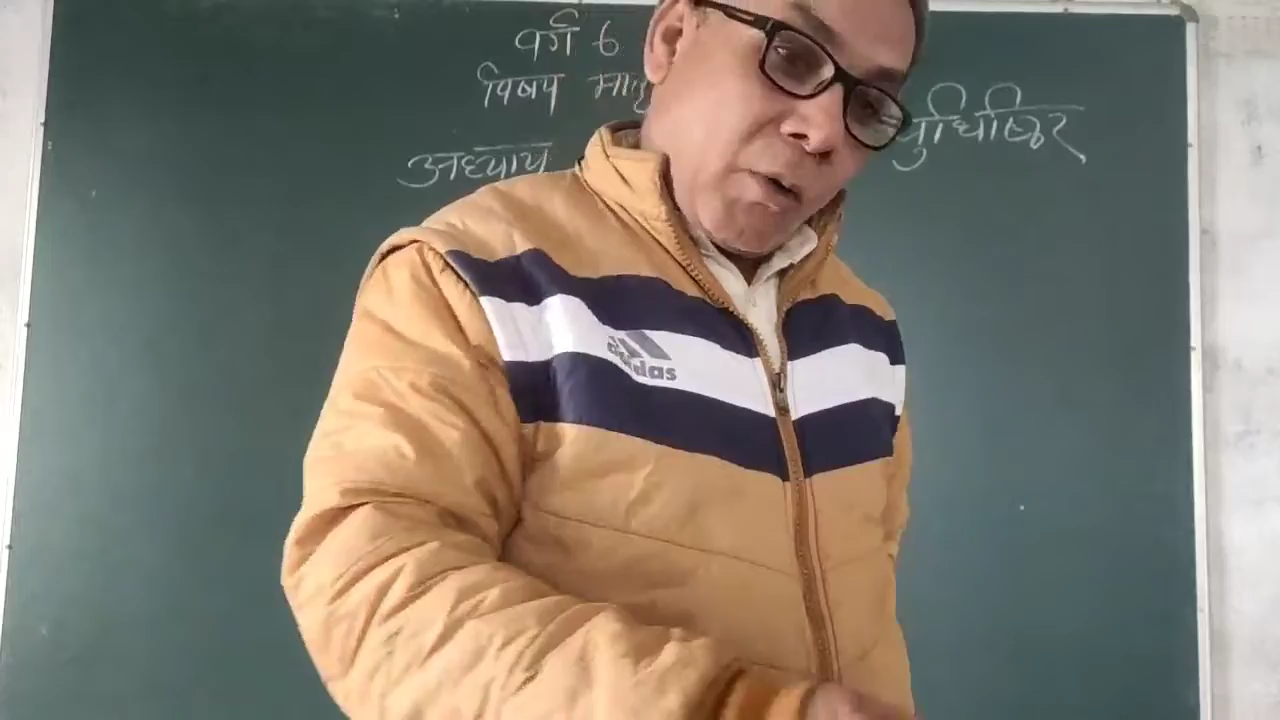 वर्ग 6
विषय
अध्याय
युधिष्ठिर
adidas